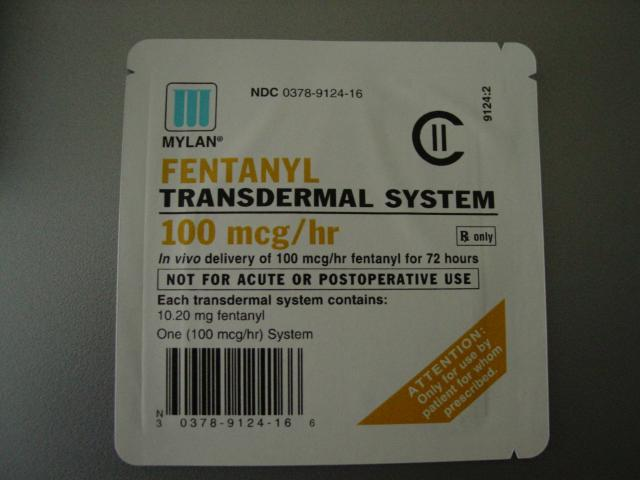 NDC 0378-9124-16
9124:2
MYLAN®
CII
FENTANYL
TRANSDERMAL SYSTEM
100 mcg/hr
℞ only
In vivo delivery of 100 mcg/hr fentanyl for 72 hours
NOT FOR ACUTE OR POSTOPERATIVE USE
Each transdermal system contains:
10.20 mg fentanyl
One (100 mcg/hr) System
ATTENTION:
Only for use by
patient for whom
prescribed.
N
3 0378-9124-16 6